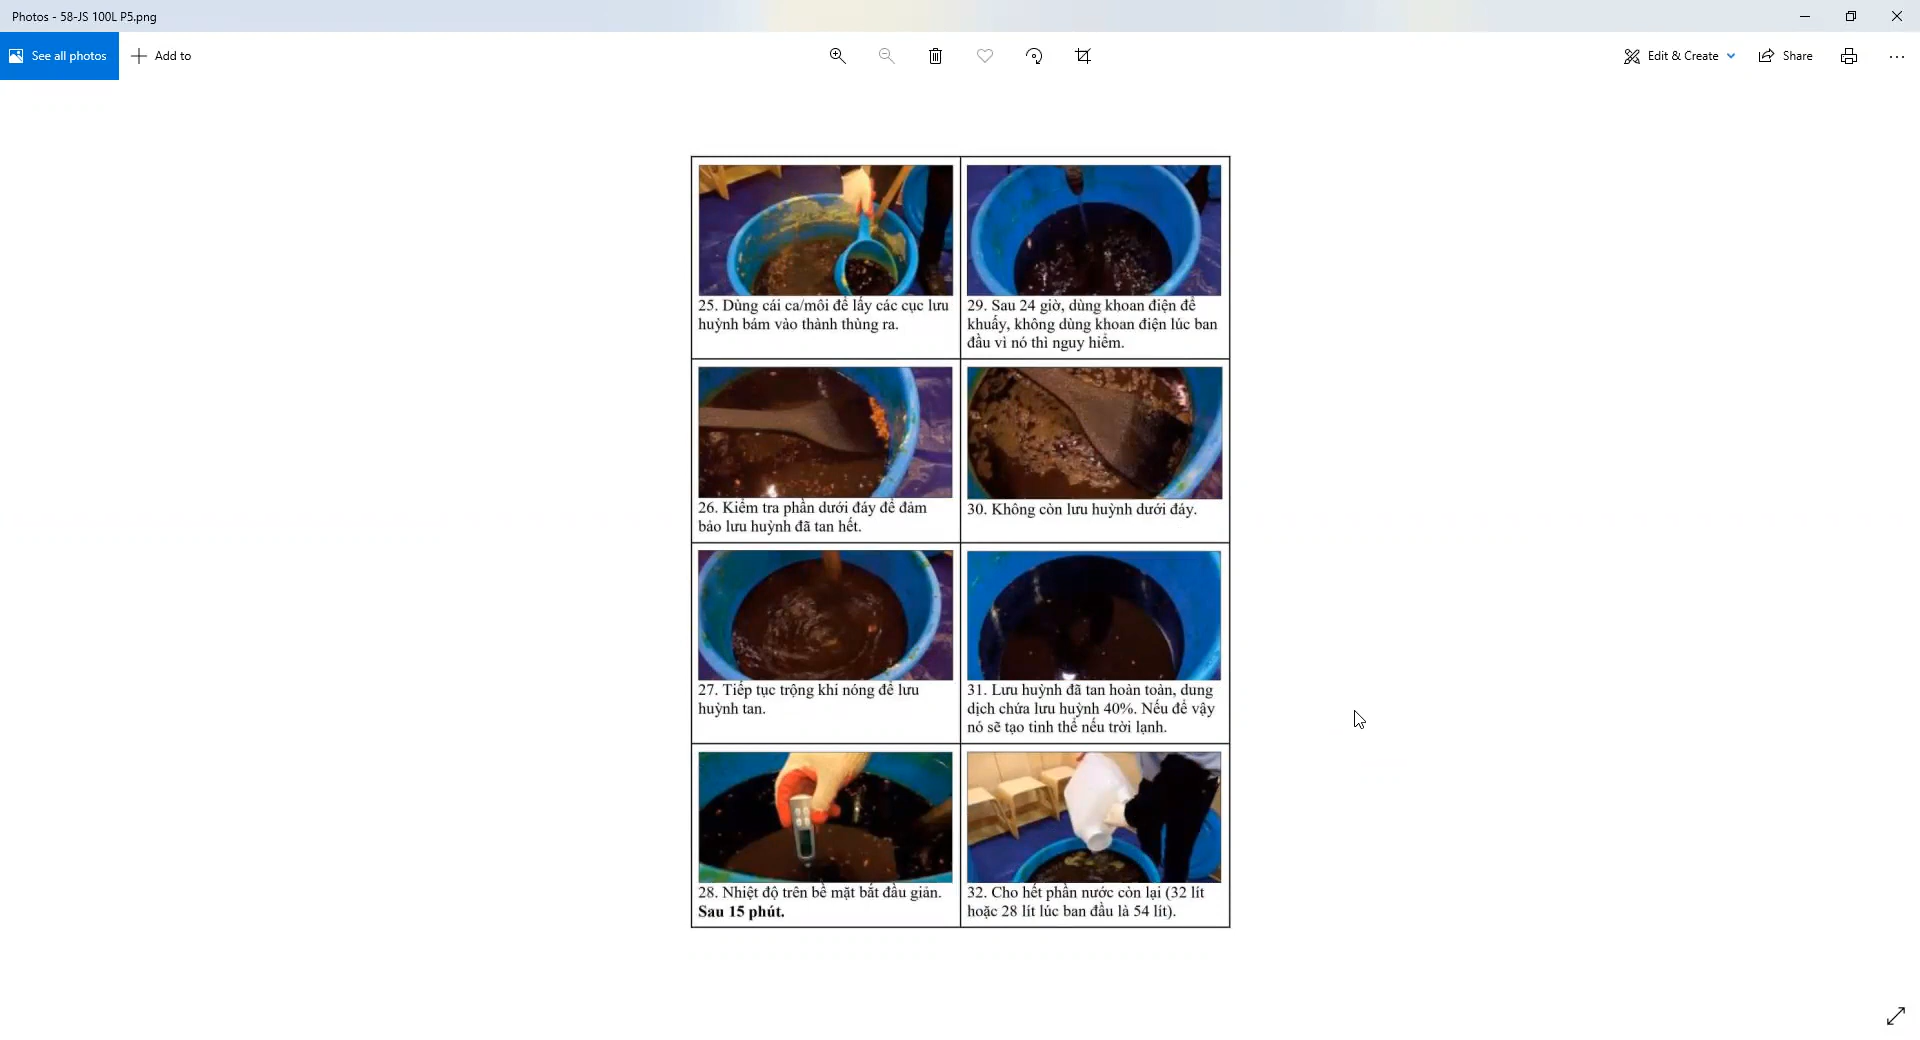 Photos - 58-JS 100L P5.png
See all photos
Add to
Edit & Create
Share
25. Dùng cái ca/môi để lấy các cục lưu
huỳnh bám vào thành thùng ra.
29. Sau 24 giờ, dùng khoan điện để
khuấy, không dùng khoan điện lúc ban
đầu vì nó thì nguy hiểm.
26. Kiểm tra phần dưới đáy để đảm
bảo lưu huỳnh đã tan hết.
30. Không còn lưu huỳnh dưới đáy.
27. Tiếp tục trộng khí nóng để lưu
huỳnh tan.
31. Lưu huỳnh đã tan hoàn toàn, dung
dịch chứa lưu huỳnh 40%. Nếu để vậy
nó sẽ tạo tinh thể nếu trời lạnh.
28. Nhiệt độ trên bề mặt bắt đầu giản.
Sau 15 phút.
32. Cho hết phần nước còn lại (32 lít
hoặc 28 lít lúc ban đầu là 54 lít).